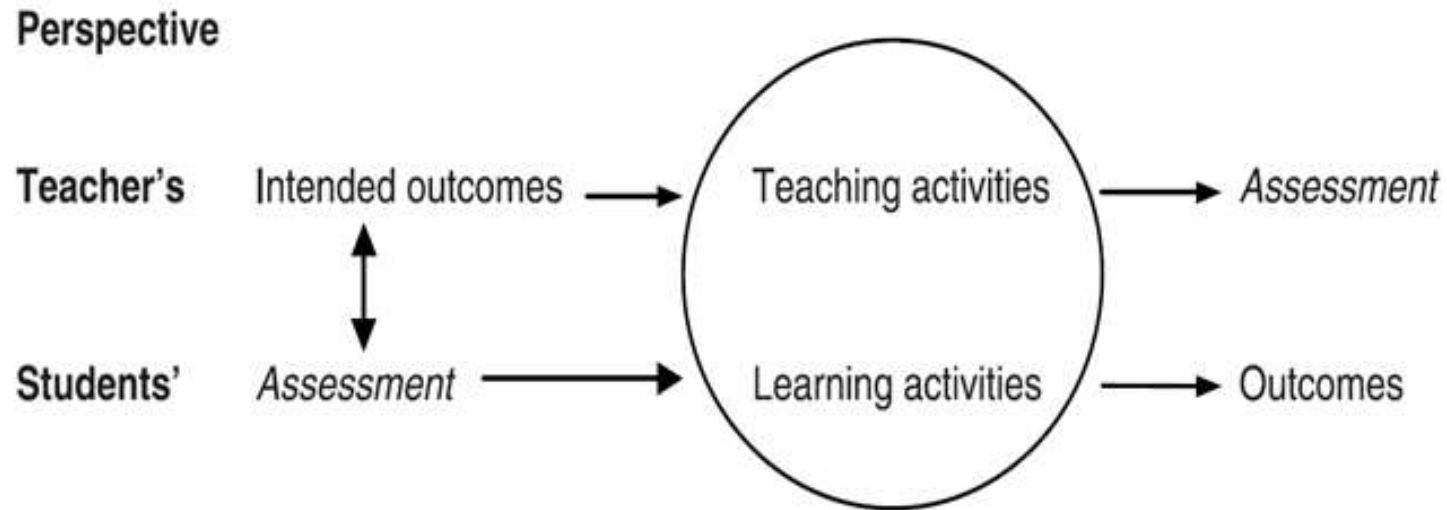 Perspective
Teacher's Intended outcomes Teaching activities Assessment
Students' Assessment Learning activities Outcomes